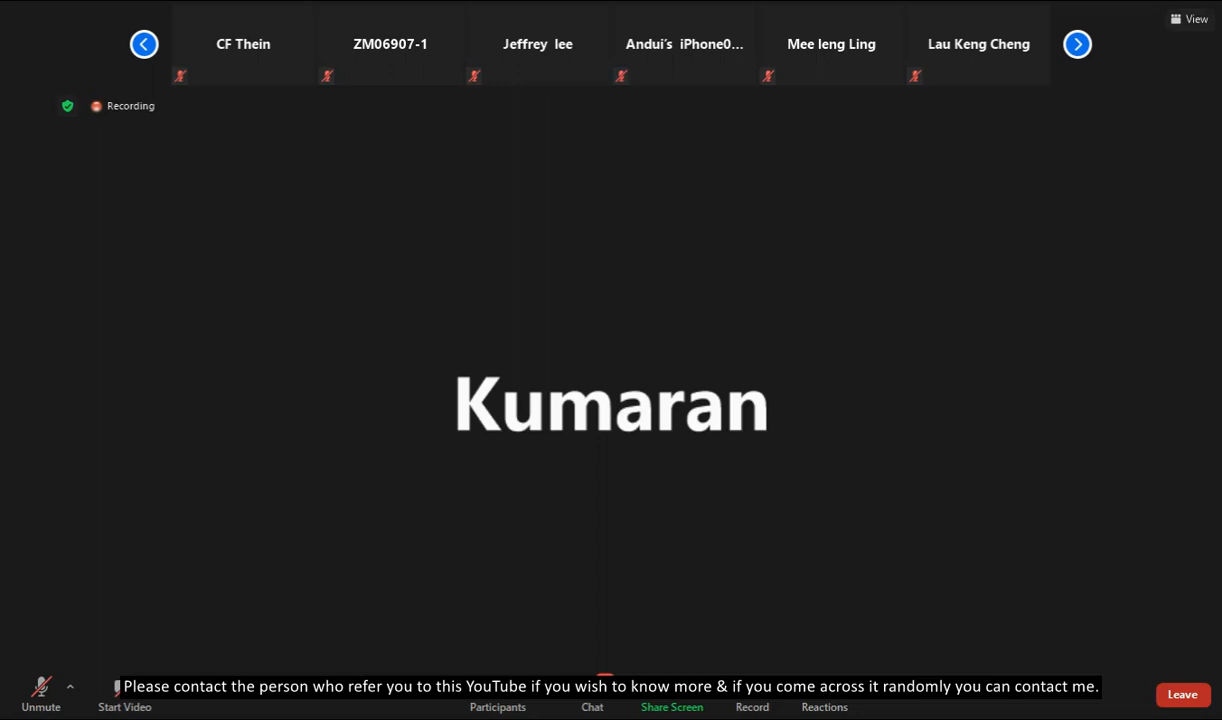 View
CF Thein
ZM06907-1
Jeffrey lee
Andui's iPhone0...
Mee leng Ling
Lau Keng Cheng
Recording
Kumaran
Please contact the person who refer you to this YouTube if you wish to know more & if you come across it randomly you can contact me.
Unmute
Start Video
Participants
Chat
Share Screen
Record
Reactions
Leave